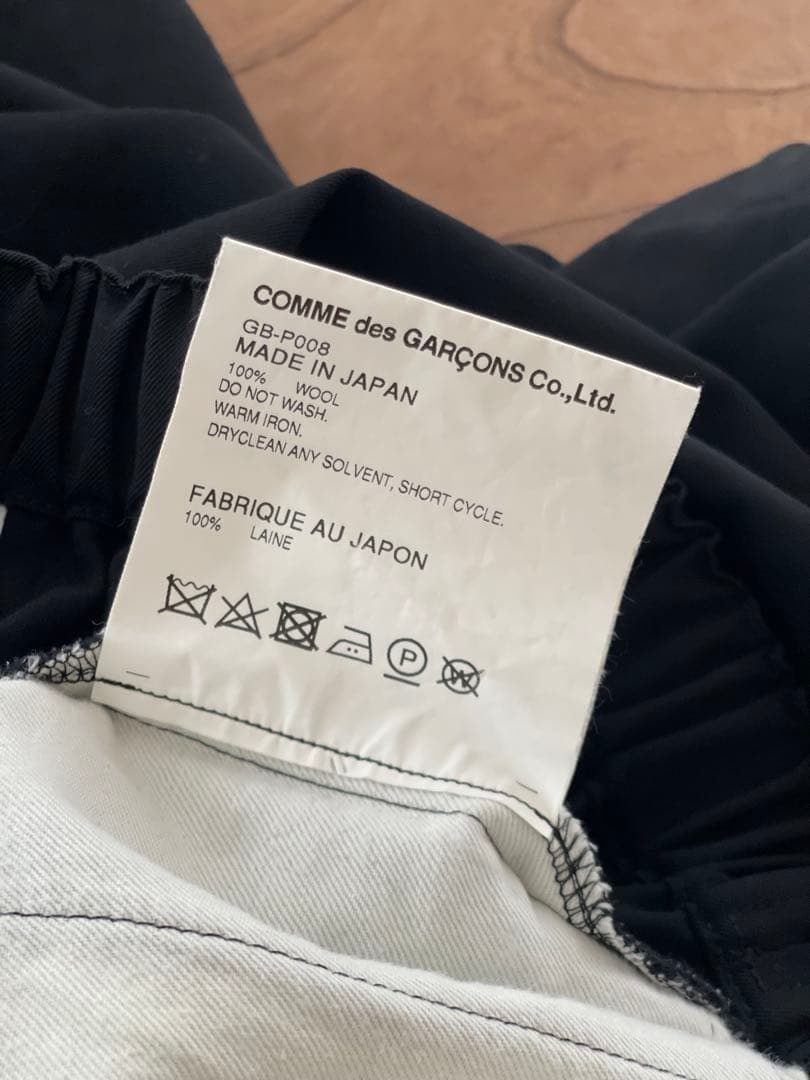 COMME des GARÇONS Co.,Ltd.
GB-P008
MADE IN JAPAN
100% WOOL
DO NOT WASH.
WARM IRON.
DRYCLEAN ANY SOLVENT, SHORT CYCLE.
FABRIQUE AU JAPON
100% LAINE
P W